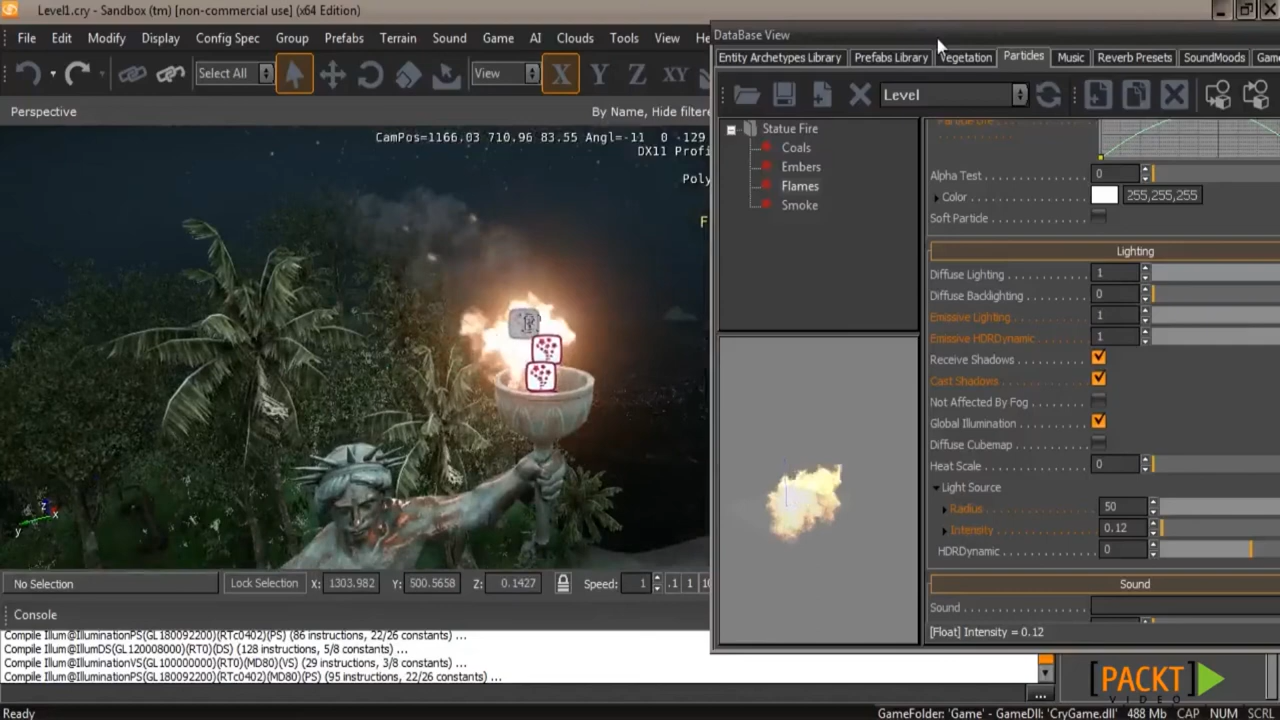 Level1.cry - Sandbox (tm) [non-commercial use] (x64 Edition)
File Edit Modify Display Config Spec Group Prefabs Terrain Sound Game AI Clouds Tools View He
Select All View X Y Z XY
Perspective By Name, Hide filtere
CamPos=1166.03 710.96 83.55 Angl=-11 0 -129
DX11 Profi
Poly
F
z
x
y
No Selection Lock Selection X: 1303.982 Y: 500.5658 Z: 0.1427 Speed: 1 .1 1 10
Console
Compile Illum@IlluminationPS(GL180092200)(RTc0402)(PS) (86 instructions, 22/26 constants) ...
Compile Illum@IllumDS(GL120008000)(RT0)(DS) (128 instructions, 5/8 constants) ...
Compile Illum@IlluminationVS(GL100000000)(RT0)(MD80)(VS) (29 instructions, 3/8 constants) ...
Compile Illum@IlluminationPS(GL180092200)(RTc0402)(MD80)(PS) (95 instructions, 22/26 constants) ...
...
DataBase View
Entity Archetypes Library Prefabs Library Vegetation Particles Music Reverb Presets SoundMoods Game
Level
Statue Fire
Coals
Embers
Flames
Smoke
Alpha Test 0
Color 255,255,255
Soft Particle
Lighting
Diffuse Lighting 1
Diffuse Backlighting 0
Emissive Lighting 1
Emissive HDRDynamic 1
Receive Shadows
Cast Shadows
Not Affected By Fog
Global Illumination
Diffuse Cubemap
Heat Scale 0
Light Source
Radius 50
Intensity 0.12
HDRDynamic 0
Sound
Sound
[Float] Intensity = 0.12
[PACKT]
VIDEO
Ready GameFolder: 'Game' - GameDll: 'CryGame.dll' 488 Mb CAP NUM SCRL